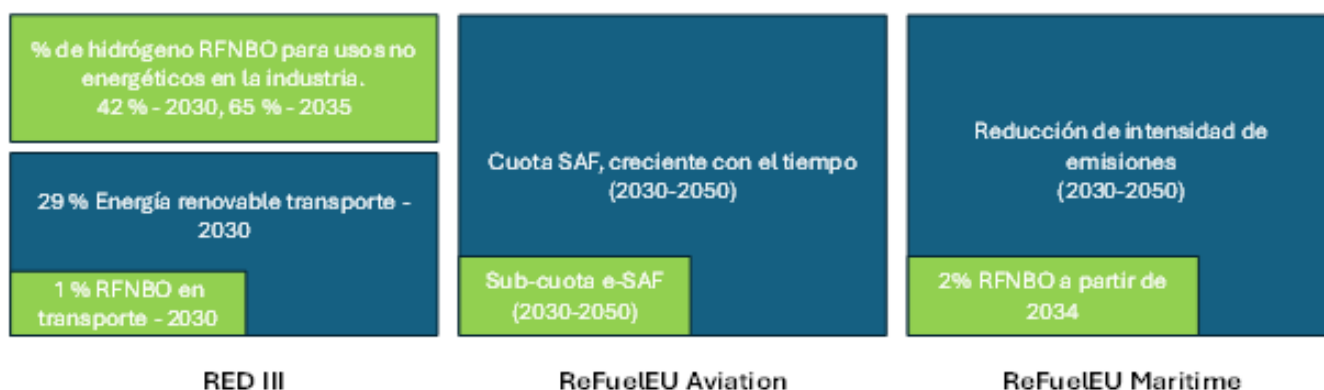 % de hidrógeno RFNBO para usos no
energéticos en la industria.
42 % - 2030, 65 % - 2035
29 % Energía renovable transporte -
2030
1 % RFNBO en
transporte - 2030
RED III
Cuota SAF, creciente con el tiempo
(2030-2050)
Sub-cuota e-SAF
(2030-2050)
ReFuelEU Aviation
Reducción de intensidad de
emisiones
(2030-2050)
2% RFNBO a partir de
2034
ReFuelEU Maritime